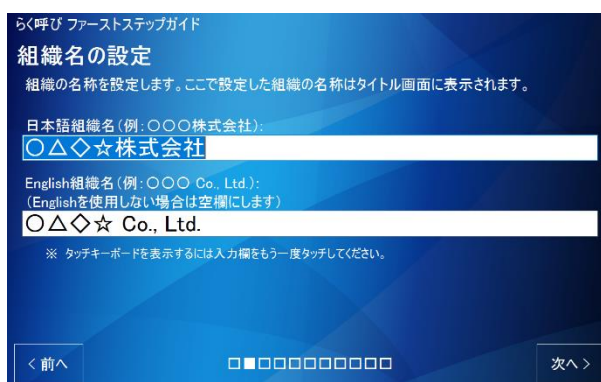 らく呼び ファーストステップガイド
組織名の設定
組織の名称を設定します。ここで設定した組織の名称はタイトル画面に表示されます。
日本語組織名(例:〇〇〇株式会社):
〇△◇☆株式会社
English組織名(例:〇〇〇 Co., Ltd.):
(Englishを使用しない場合は空欄にします)
〇△◇☆ Co., Ltd.
※ タッチキーボードを表示するには入力欄をもう一度タッチしてください。
< 前へ
□■□□□□□□□□□
次へ >